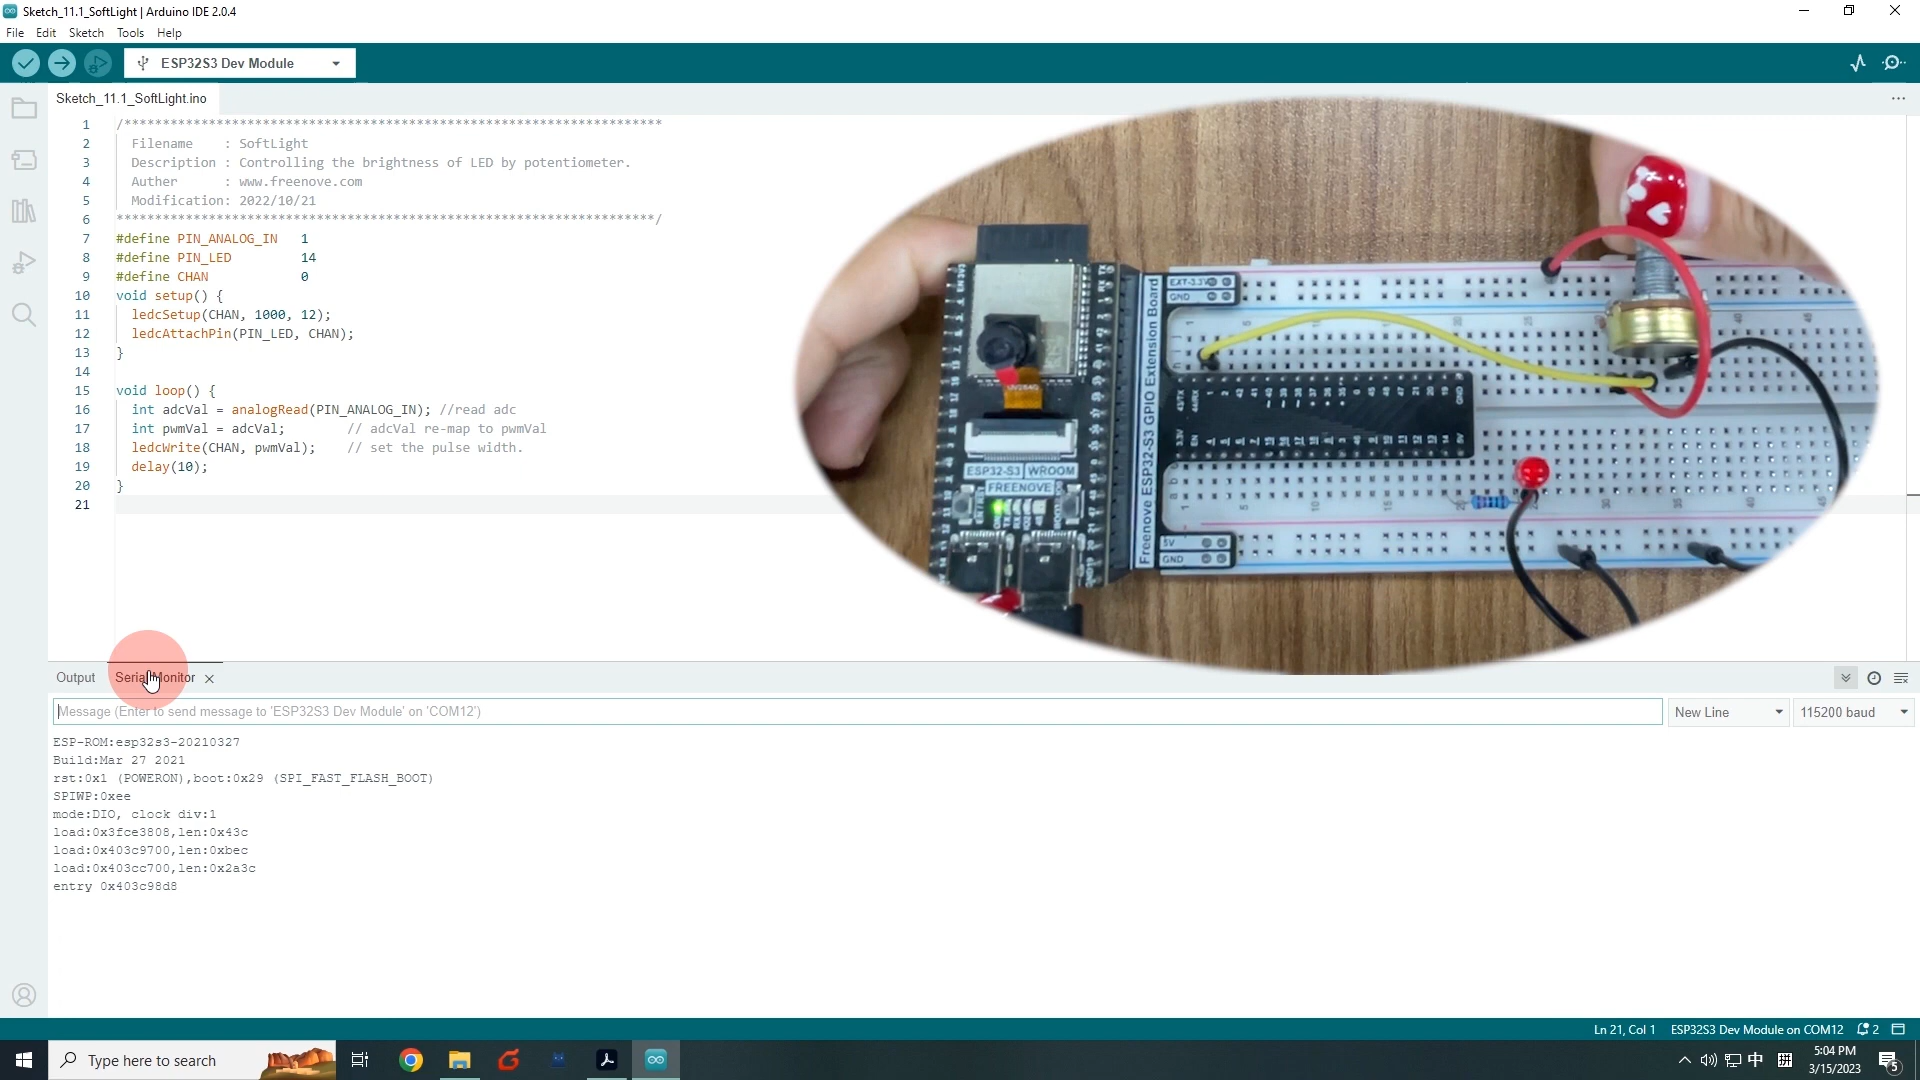 Sketch_11.1_SoftLight | Arduino IDE 2.0.4
File Edit Sketch Tools Help
ESP32S3 Dev Module
Sketch_11.1_SoftLight.ino
1 /**********************************************************************
2 Filename : SoftLight
3 Description : Controlling the brightness of LED by potentiometer.
4 Auther : www.freenove.com
5 Modification: 2022/10/21
6 **********************************************************************/
7 #define PIN_ANALOG_IN 1
8 #define PIN_LED 14
9 #define CHAN 0
10 void setup() {
11 ledcSetup(CHAN, 1000, 12);
12 ledcAttachPin(PIN_LED, CHAN);
13 }
14
15 void loop() {
16 int adcVal = analogRead(PIN_ANALOG_IN); //read adc
17 int pwmVal = adcVal; // adcVal re-map to pwmVal
18 ledcWrite(CHAN, pwmVal); // set the pulse width.
19 delay(10);
20 }
21
EXT-3.3V
GND
Freenove ESP32-S3 GPIO Extension Board
ESP32-S3 WROOM
FREENOVE
5V
GND
Output Serial Monitor
Message (Enter to send message to 'ESP32S3 Dev Module' on 'COM12')
New Line
115200 baud
ESP-ROM:esp32s3-20210327
Build:Mar 27 2021
rst:0x1 (POWERON),boot:0x29 (SPI_FAST_FLASH_BOOT)
SPIWP:0xee
mode:DIO, clock div:1
load:0x3fce3808,len:0x43c
load:0x403c9700,len:0xbec
load:0x403cc700,len:0x2a3c
entry 0x403c98d8
Ln 21, Col 1 ESP32S3 Dev Module on COM12 2
Type here to search
中
拼
5:04 PM
3/15/2023
5